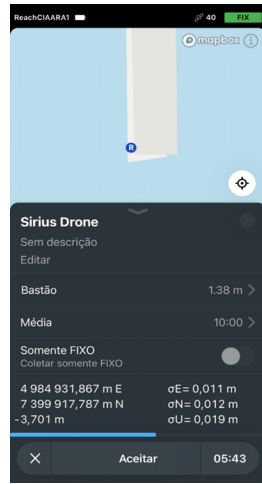 ReachCIAARA1 40 FIX
mapbox
R
Sirius Drone
Sem descrição
Editar
Bastão 1.38 m
Média 10:00
Somente FIXO
Coletar somente FIXO
4 984 931,867 m E σE= 0,011 m
7 399 917,787 m N σN= 0,012 m
-3,701 m σU= 0,019 m
Aceitar 05:43